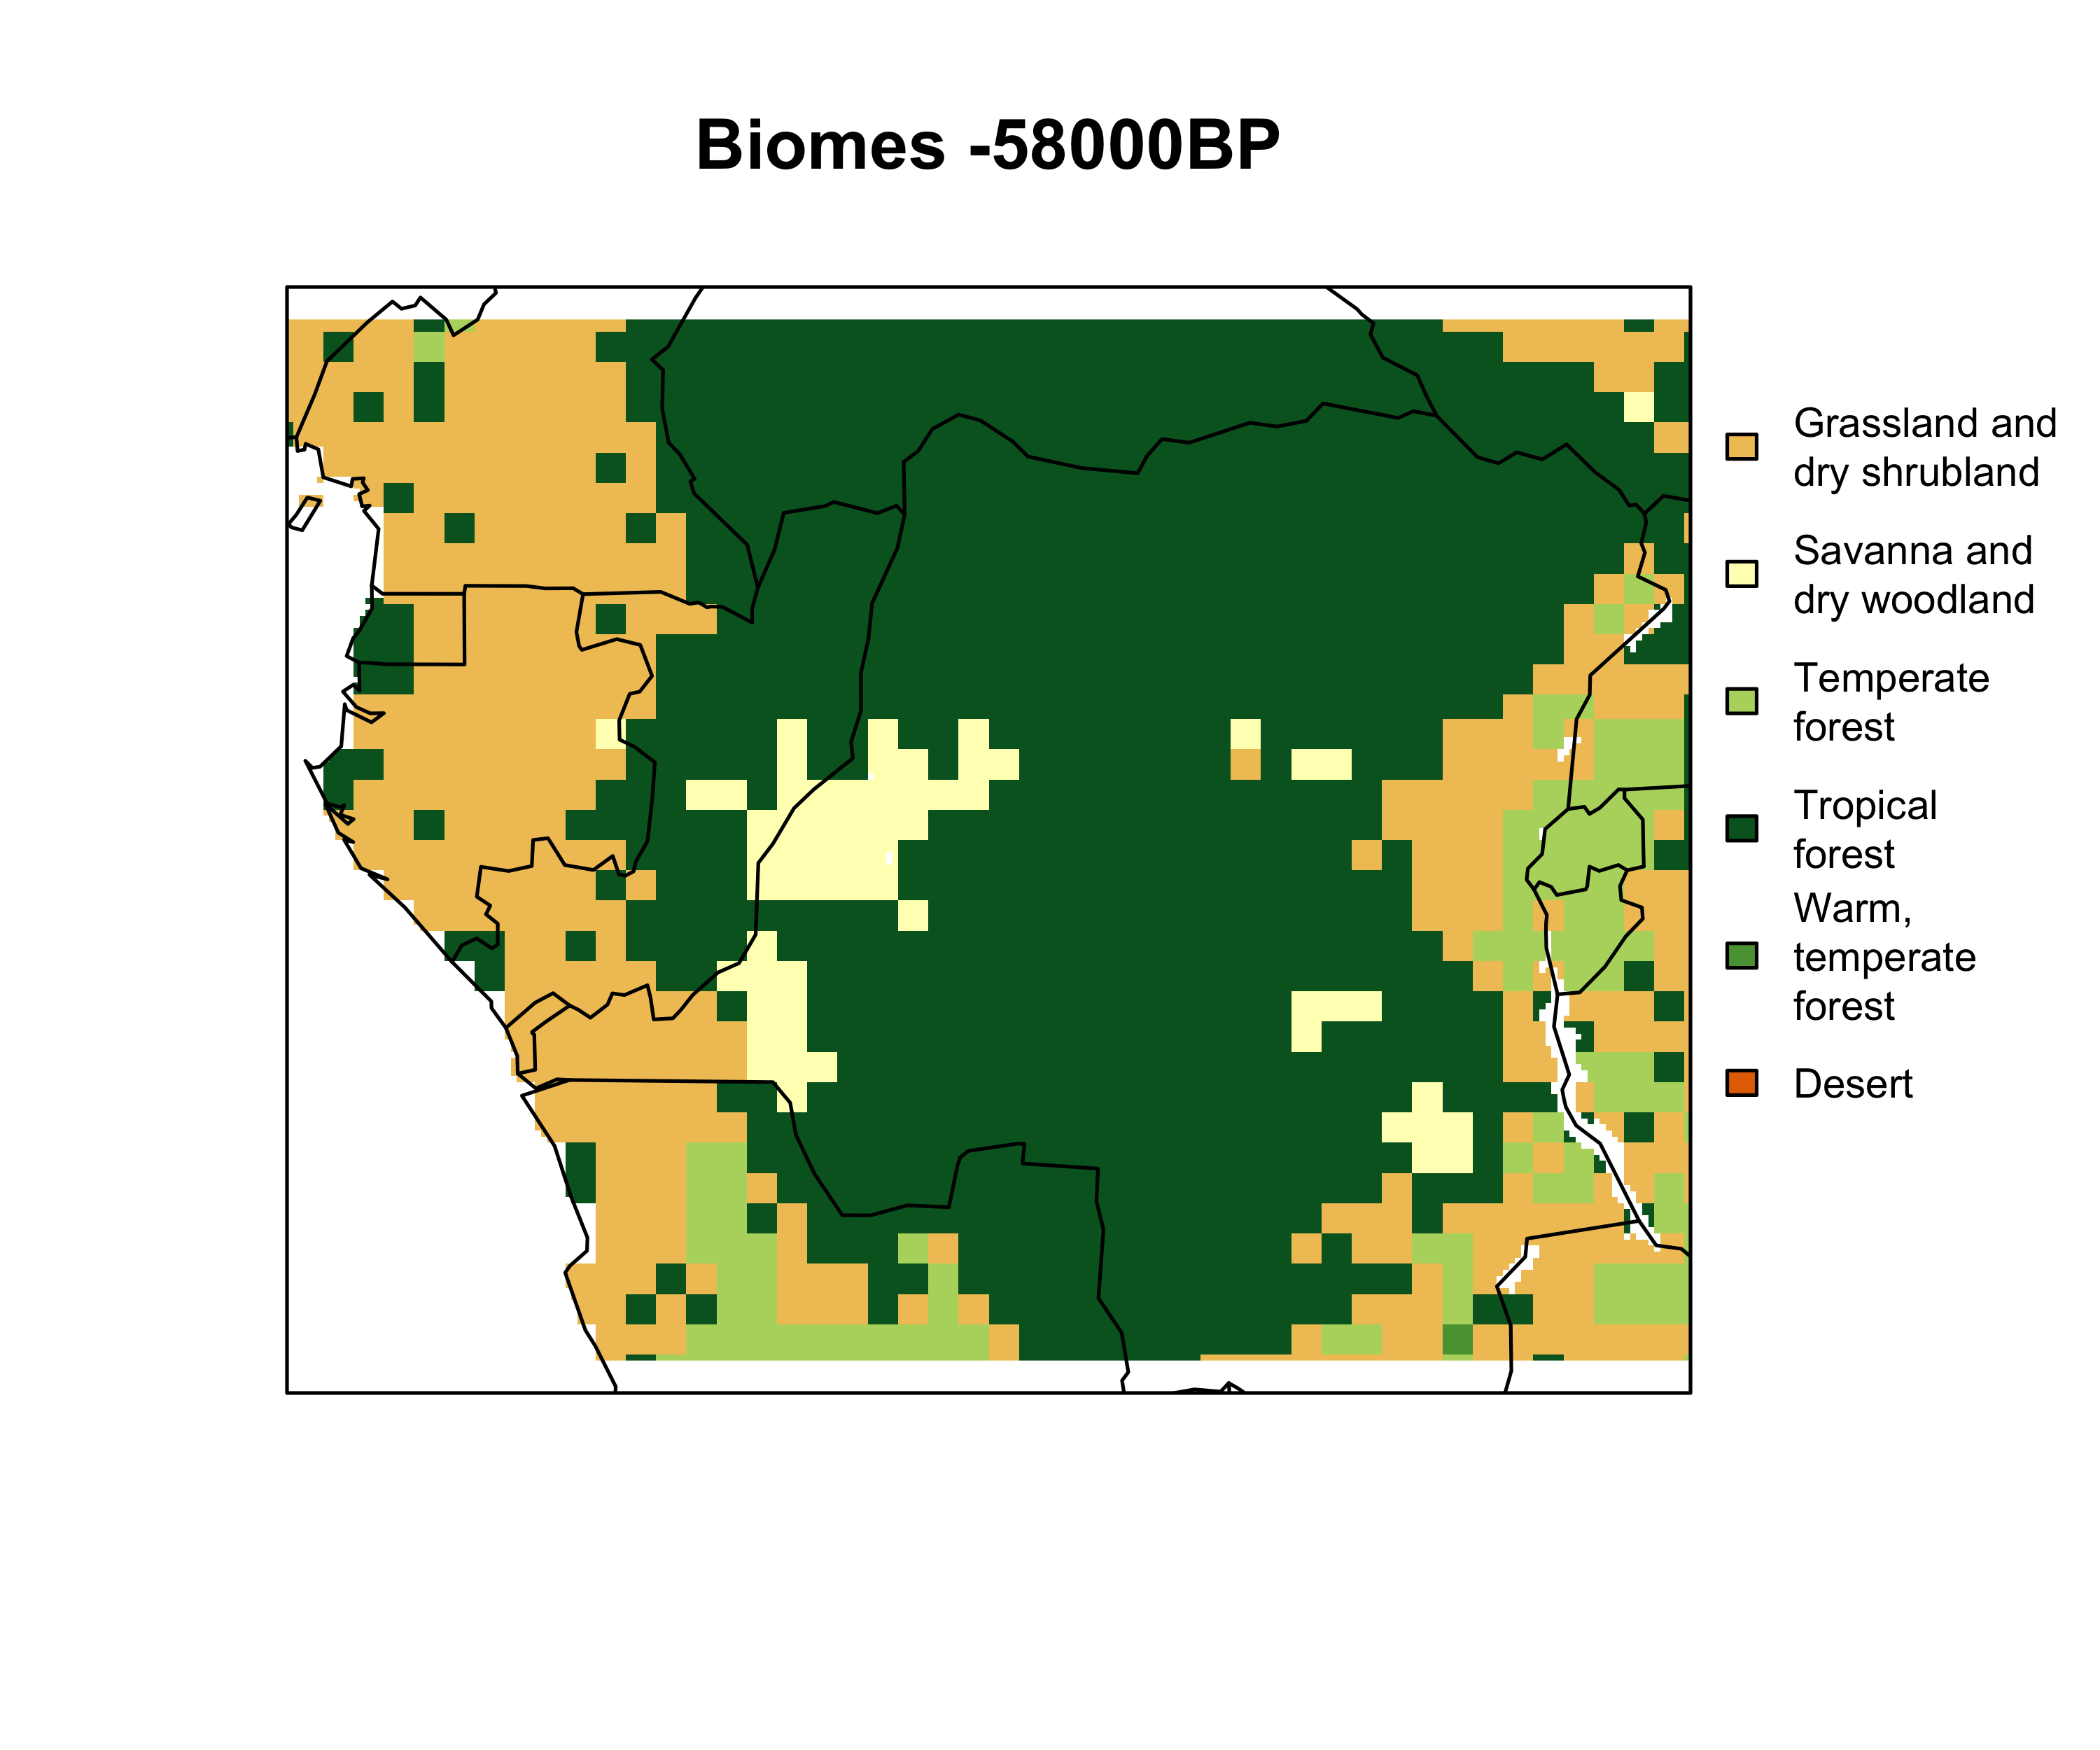 Biomes -58000BP
Grassland and
dry shrubland
Savanna and
dry woodland
Temperate
forest
Tropical
forest
Warm,
temperate
forest
Desert